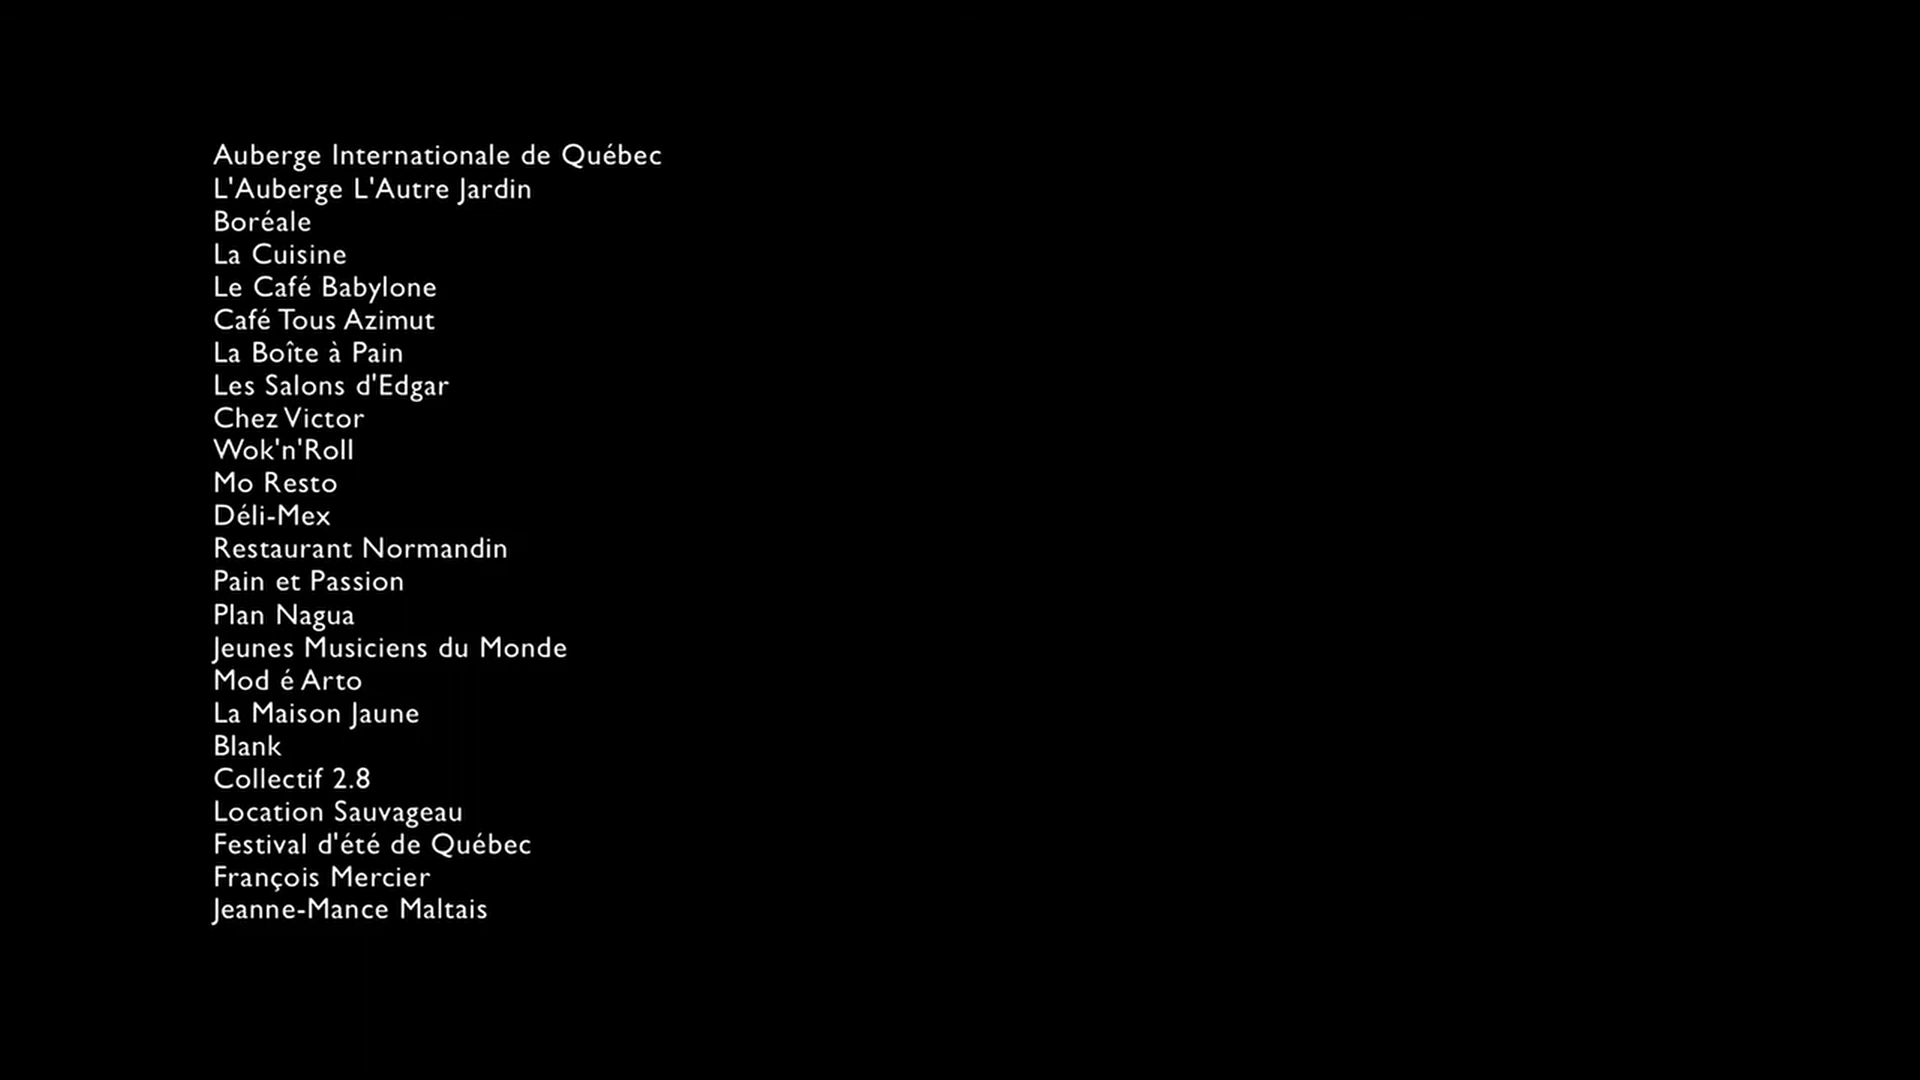 Auberge Internationale de Québec
L'Auberge L'Autre Jardin
Boréale
La Cuisine
Le Café Babylone
Café Tous Azimut
La Boîte à Pain
Les Salons d'Edgar
Chez Victor
Wok'n'Roll
Mo Resto
Déli-Mex
Restaurant Normandin
Pain et Passion
Plan Nagua
Jeunes Musiciens du Monde
Mod é Arto
La Maison Jaune
Blank
Collectif 2.8
Location Sauvageau
Festival d'été de Québec
François Mercier
Jeanne-Mance Maltais